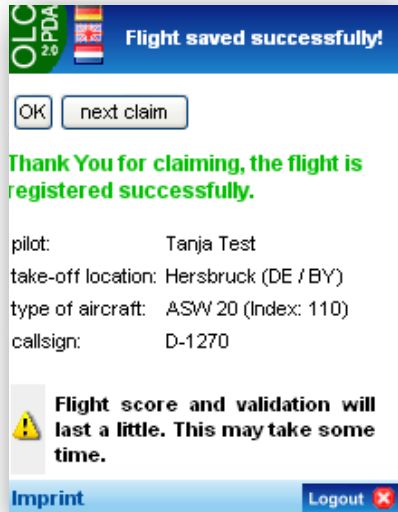 OLC PDA 2.0
Flight saved successfully!
OK next claim
Thank You for claiming, the flight is
registered successfully.
pilot: Tanja Test
take-off location: Hersbruck (DE / BY)
type of aircraft: ASW 20 (Index: 110)
callsign: D-1270
Flight score and validation will
last a little. This may take some
time.
Imprint Logout